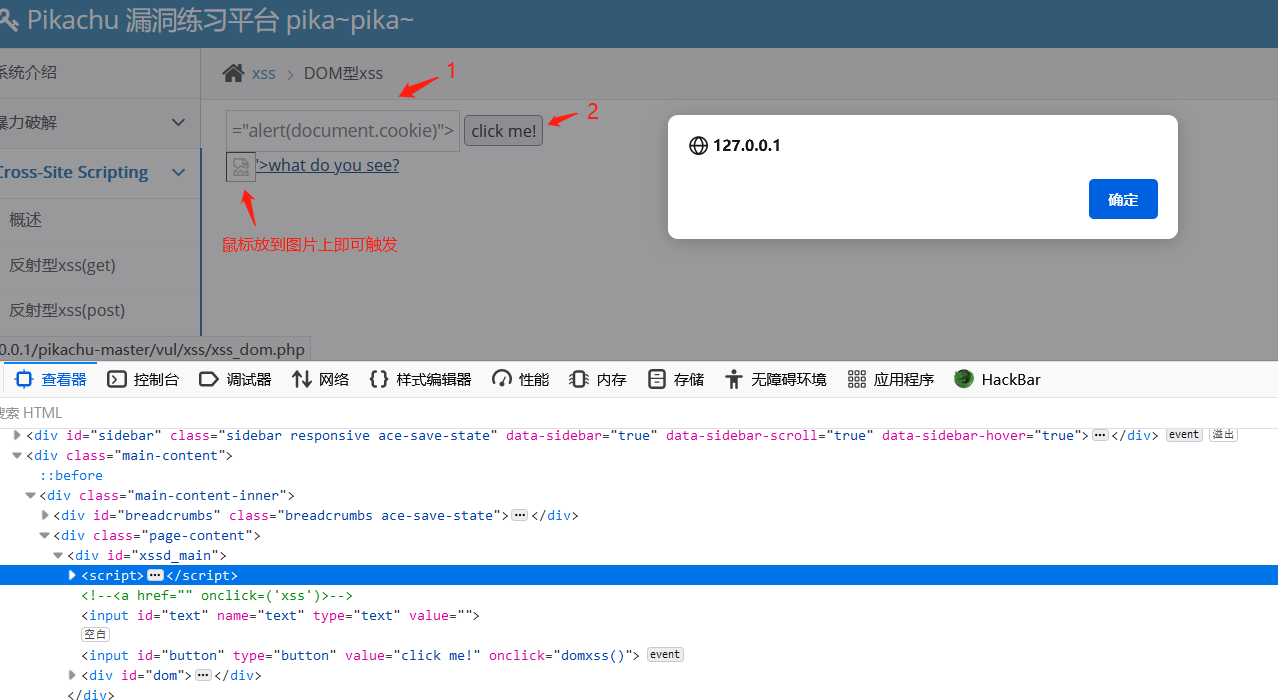 Pikachu 漏洞练习平台 pika~pika~
系统介绍
xss > DOM型xss
1
暴力破解
="alert(document.cookie)">
click me!
2
127.0.0.1
'>what do you see?
Cross-Site Scripting
确定
概述
鼠标放到图片上即可触发
反射型xss(get)
反射型xss(post)
0.0.1/pikachu-master/vul/xss/xss_dom.php
查看器 控制台 调试器 网络 样式编辑器 性能 内存 存储 无障碍环境 应用程序 HackBar
搜索 HTML
<div id="sidebar" class="sidebar responsive ace-save-state" data-sidebar="true" data-sidebar-scroll="true" data-sidebar-hover="true">…</div> event 溢出
<div class="main-content">
::before
<div class="main-content-inner">
<div id="breadcrumbs" class="breadcrumbs ace-save-state">…</div>
<div class="page-content">
<div id="xssd_main">
<script>…</script>
<!--<a href="" onclick=('xss')>-->
<input id="text" name="text" type="text" value="">
空白
<input id="button" type="button" value="click me!" onclick="domxss()"> event
<div id="dom">…</div>
</div>